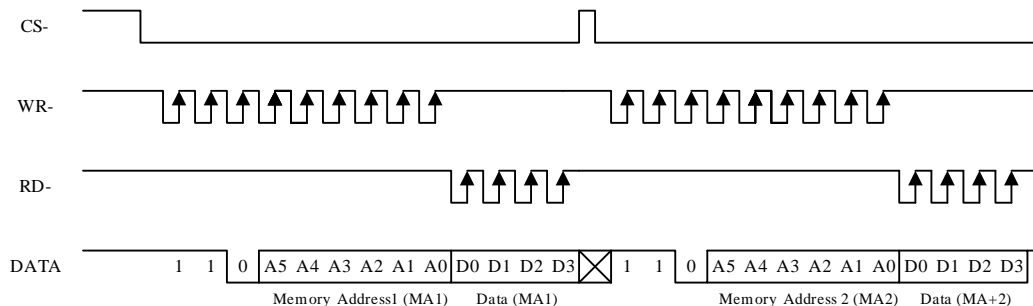 CS-
WR-
RD-
DATA 1 1 0 A5 A4 A3 A2 A1 A0 D0 D1 D2 D3 1 1 0 A5 A4 A3 A2 A1 A0 D0 D1 D2 D3
Memory Address1 (MA1) Data (MA1) Memory Address 2 (MA2) Data (MA+2)